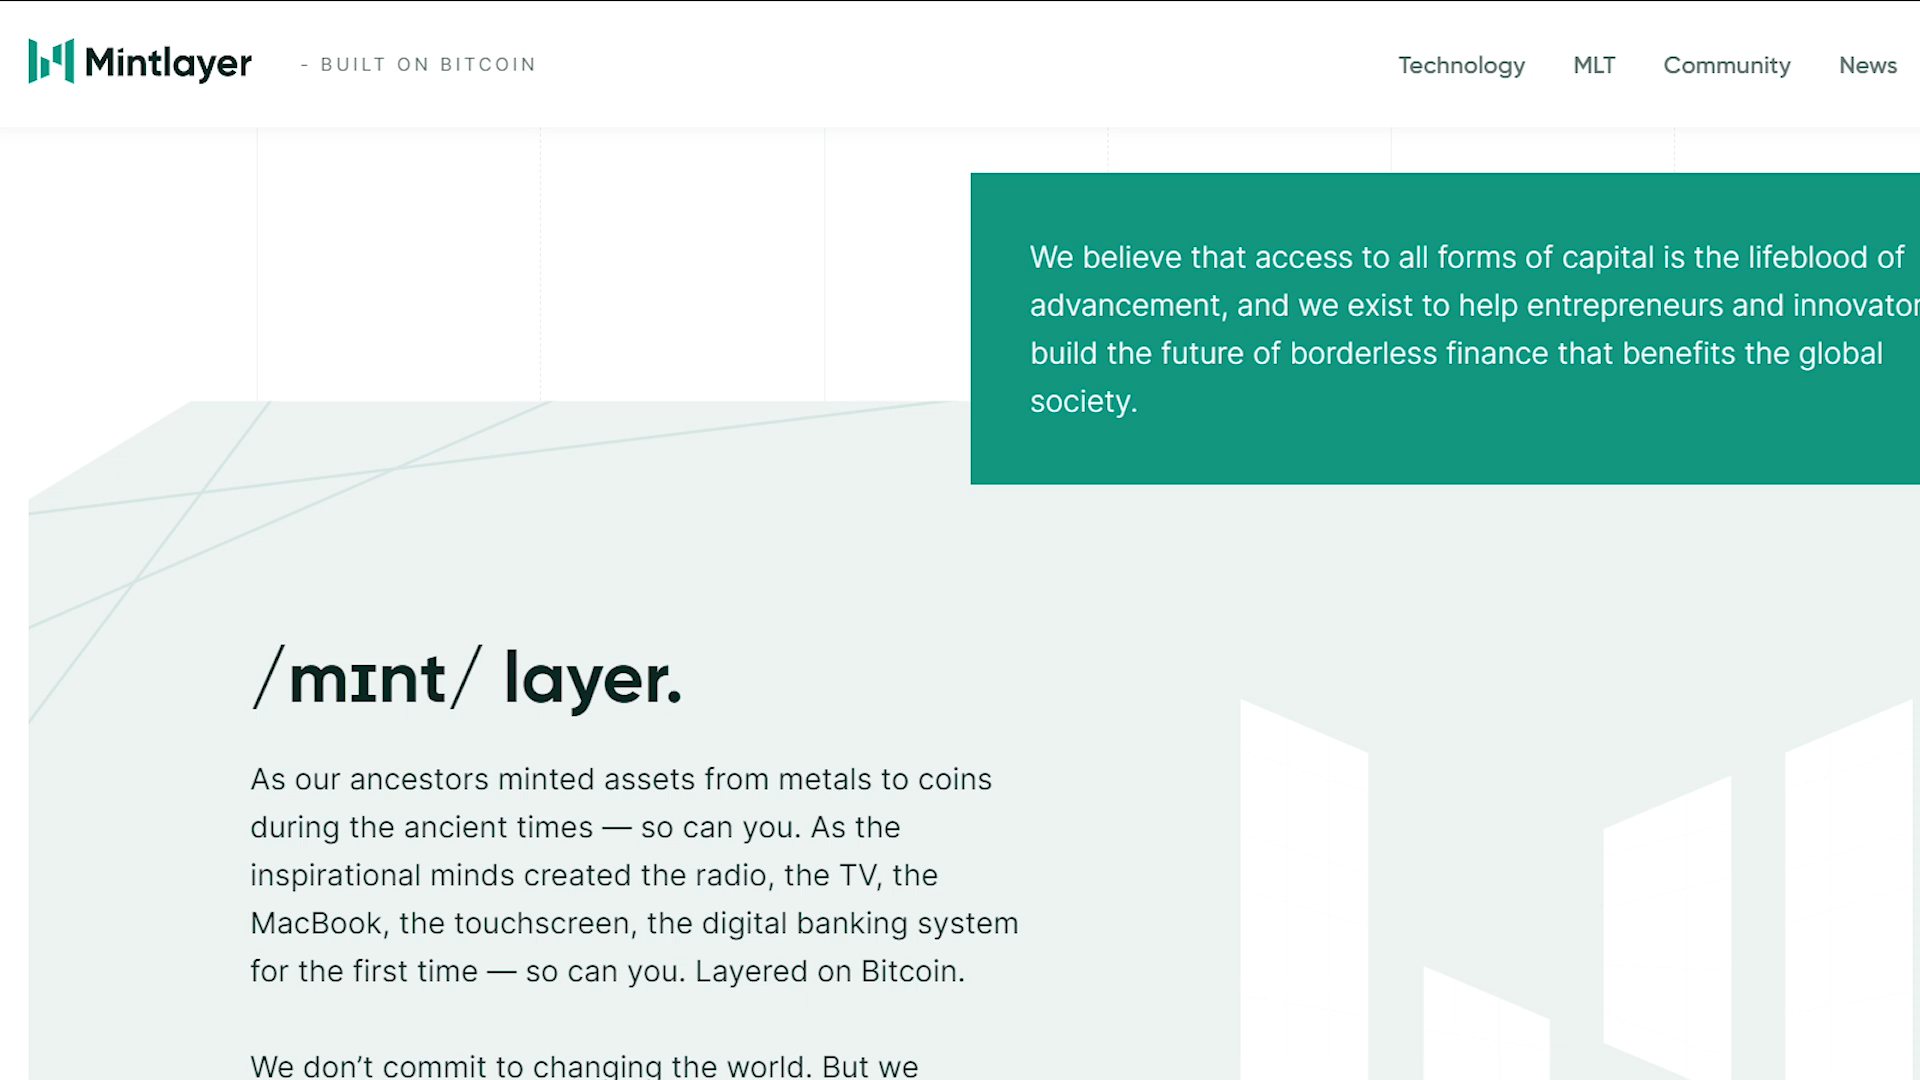 Mintlayer
- BUILT ON BITCOIN
Technology
MLT
Community
News
We believe that access to all forms of capital is the lifeblood of
advancement, and we exist to help entrepreneurs and innovator
build the future of borderless finance that benefits the global
society.
/mɪnt/ layer.
As our ancestors minted assets from metals to coins
during the ancient times — so can you. As the
inspirational minds created the radio, the TV, the
MacBook, the touchscreen, the digital banking system
for the first time — so can you. Layered on Bitcoin.
We don’t commit to changing the world. But we